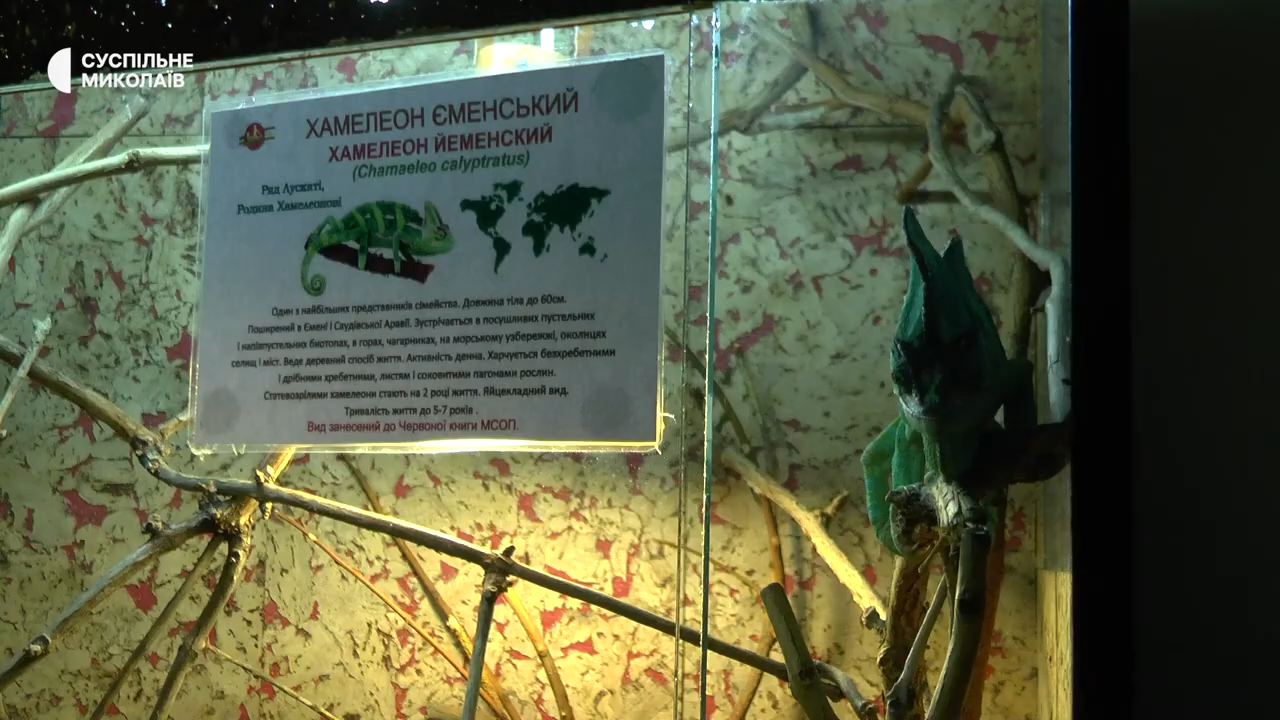 СУСПІЛЬНЕ
МИКОЛАЇВ
ХАМЕЛЕОН ЄМЕНСЬКИЙ
ХАМЕЛЕОН ЙЕМЕНСКИЙ
(Chamaeleo calyptratus)
Ряд Лускаті,
Родина Хамелеонові
Один з найбільших представників сімейства. Довжина тіла до 60см.
Поширений в Ємені і Саудівської Аравії. Зустрічається в посушливих пустельних
і напівпустельних биотопах, в горах, чагарниках, на морському узбережжі, околицях
селищ і міст. Веде деревний спосіб життя. Активність денна. Харчується безхребетними
і дрібними хребетними, листям і соковитими пагонами рослин.
Статевозрілими хамелеони стають на 2 році життя. Яйцекладний вид.
Тривалість життя до 5-7 років .
Вид занесений до Червоної книги МСОП.